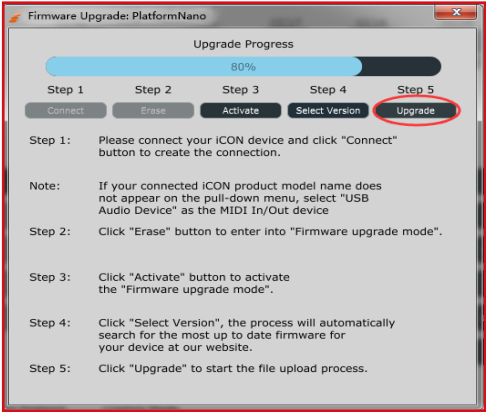 Firmware Upgrade: PlatformNano
Upgrade Progress
80%
Step 1 Step 2 Step 3 Step 4 Step 5
Connect Erase Activate Select Version Upgrade
Step 1: Please connect your iCON device and click "Connect"
button to create the connection.
Note: If your connected iCON product model name does
not appear on the pull-down menu, select "USB
Audio Device" as the MIDI In/Out device
Step 2: Click "Erase" button to enter into "Firmware upgrade mode".
Step 3: Click "Activate" button to activate
the "Firmware upgrade mode".
Step 4: Click "Select Version", the process will automatically
search for the most up to date firmware for
your device at our website.
Step 5: Click "Upgrade" to start the file upload process.